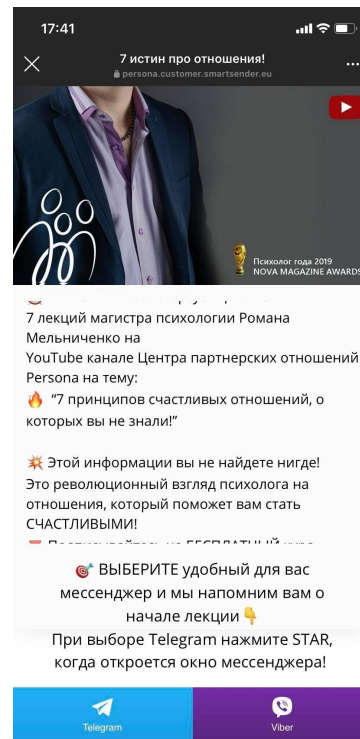 17:41
7 истин про отношения!
persona.customer.smartsender.eu
Психолог года 2019
NOVA MAGAZINE AWARDS
7 лекций магистра психологии Романа
Мельниченко на
YouTube канале Центра партнерских отношений
Persona на тему:
🔥 “7 принципов счастливых отношений, о
которых вы не знали!”
💥 Этой информации вы не найдете нигде!
Это революционный взгляд психолога на
отношения, который поможет вам стать
СЧАСТЛИВЫМИ!
🎯 ВЫБЕРИТЕ удобный для вас
мессенджер и мы напомним вам о
начале лекции👇
При выборе Telegram нажмите STAR,
когда откроется окно мессенджера!
Telegram
Viber